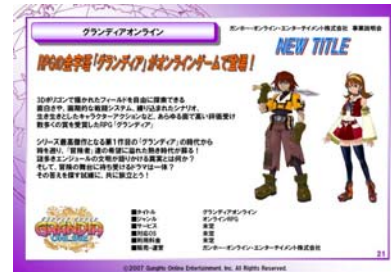 グランディアオンライン
ガンホー・オンライン・エンターテイメント株式会社 事業説明会
NEW TITLE
RPGの金字塔「グランディア」がオンラインゲームで登場!
3Dポリゴンで描かれたフィールドを自由に探索できる
面白さや、画期的な戦闘システム、練り込まれたシナリオ、
生き生きとしたキャラクターアクションなど、あらゆる面で高い評価受け
数多くの賞を受賞したRPG「グランディア」
シリーズ最高傑作となる第1作目の「グランディア」の時代から
時を遡り、「冒険者」達の希望に溢れた熱き時代が蘇る!
謎多きエンジュールの文明が語りかける真実とは何か?
そして、冒険の舞台に待ち受けるドラマは一体?
その答えを探す試練に、共に旅立とう!
GRANDIA
ONLINE
■タイトル グランディアオンライン
■ジャンル オンラインRPG
■サービス 未定
■対応OS 未定
■利用料金 未定
■開発・運営 ガンホー・オンライン・エンターテイメント株式会社
21
©2007 GungHo Online Entertainment, Inc. All Rights Reserved.